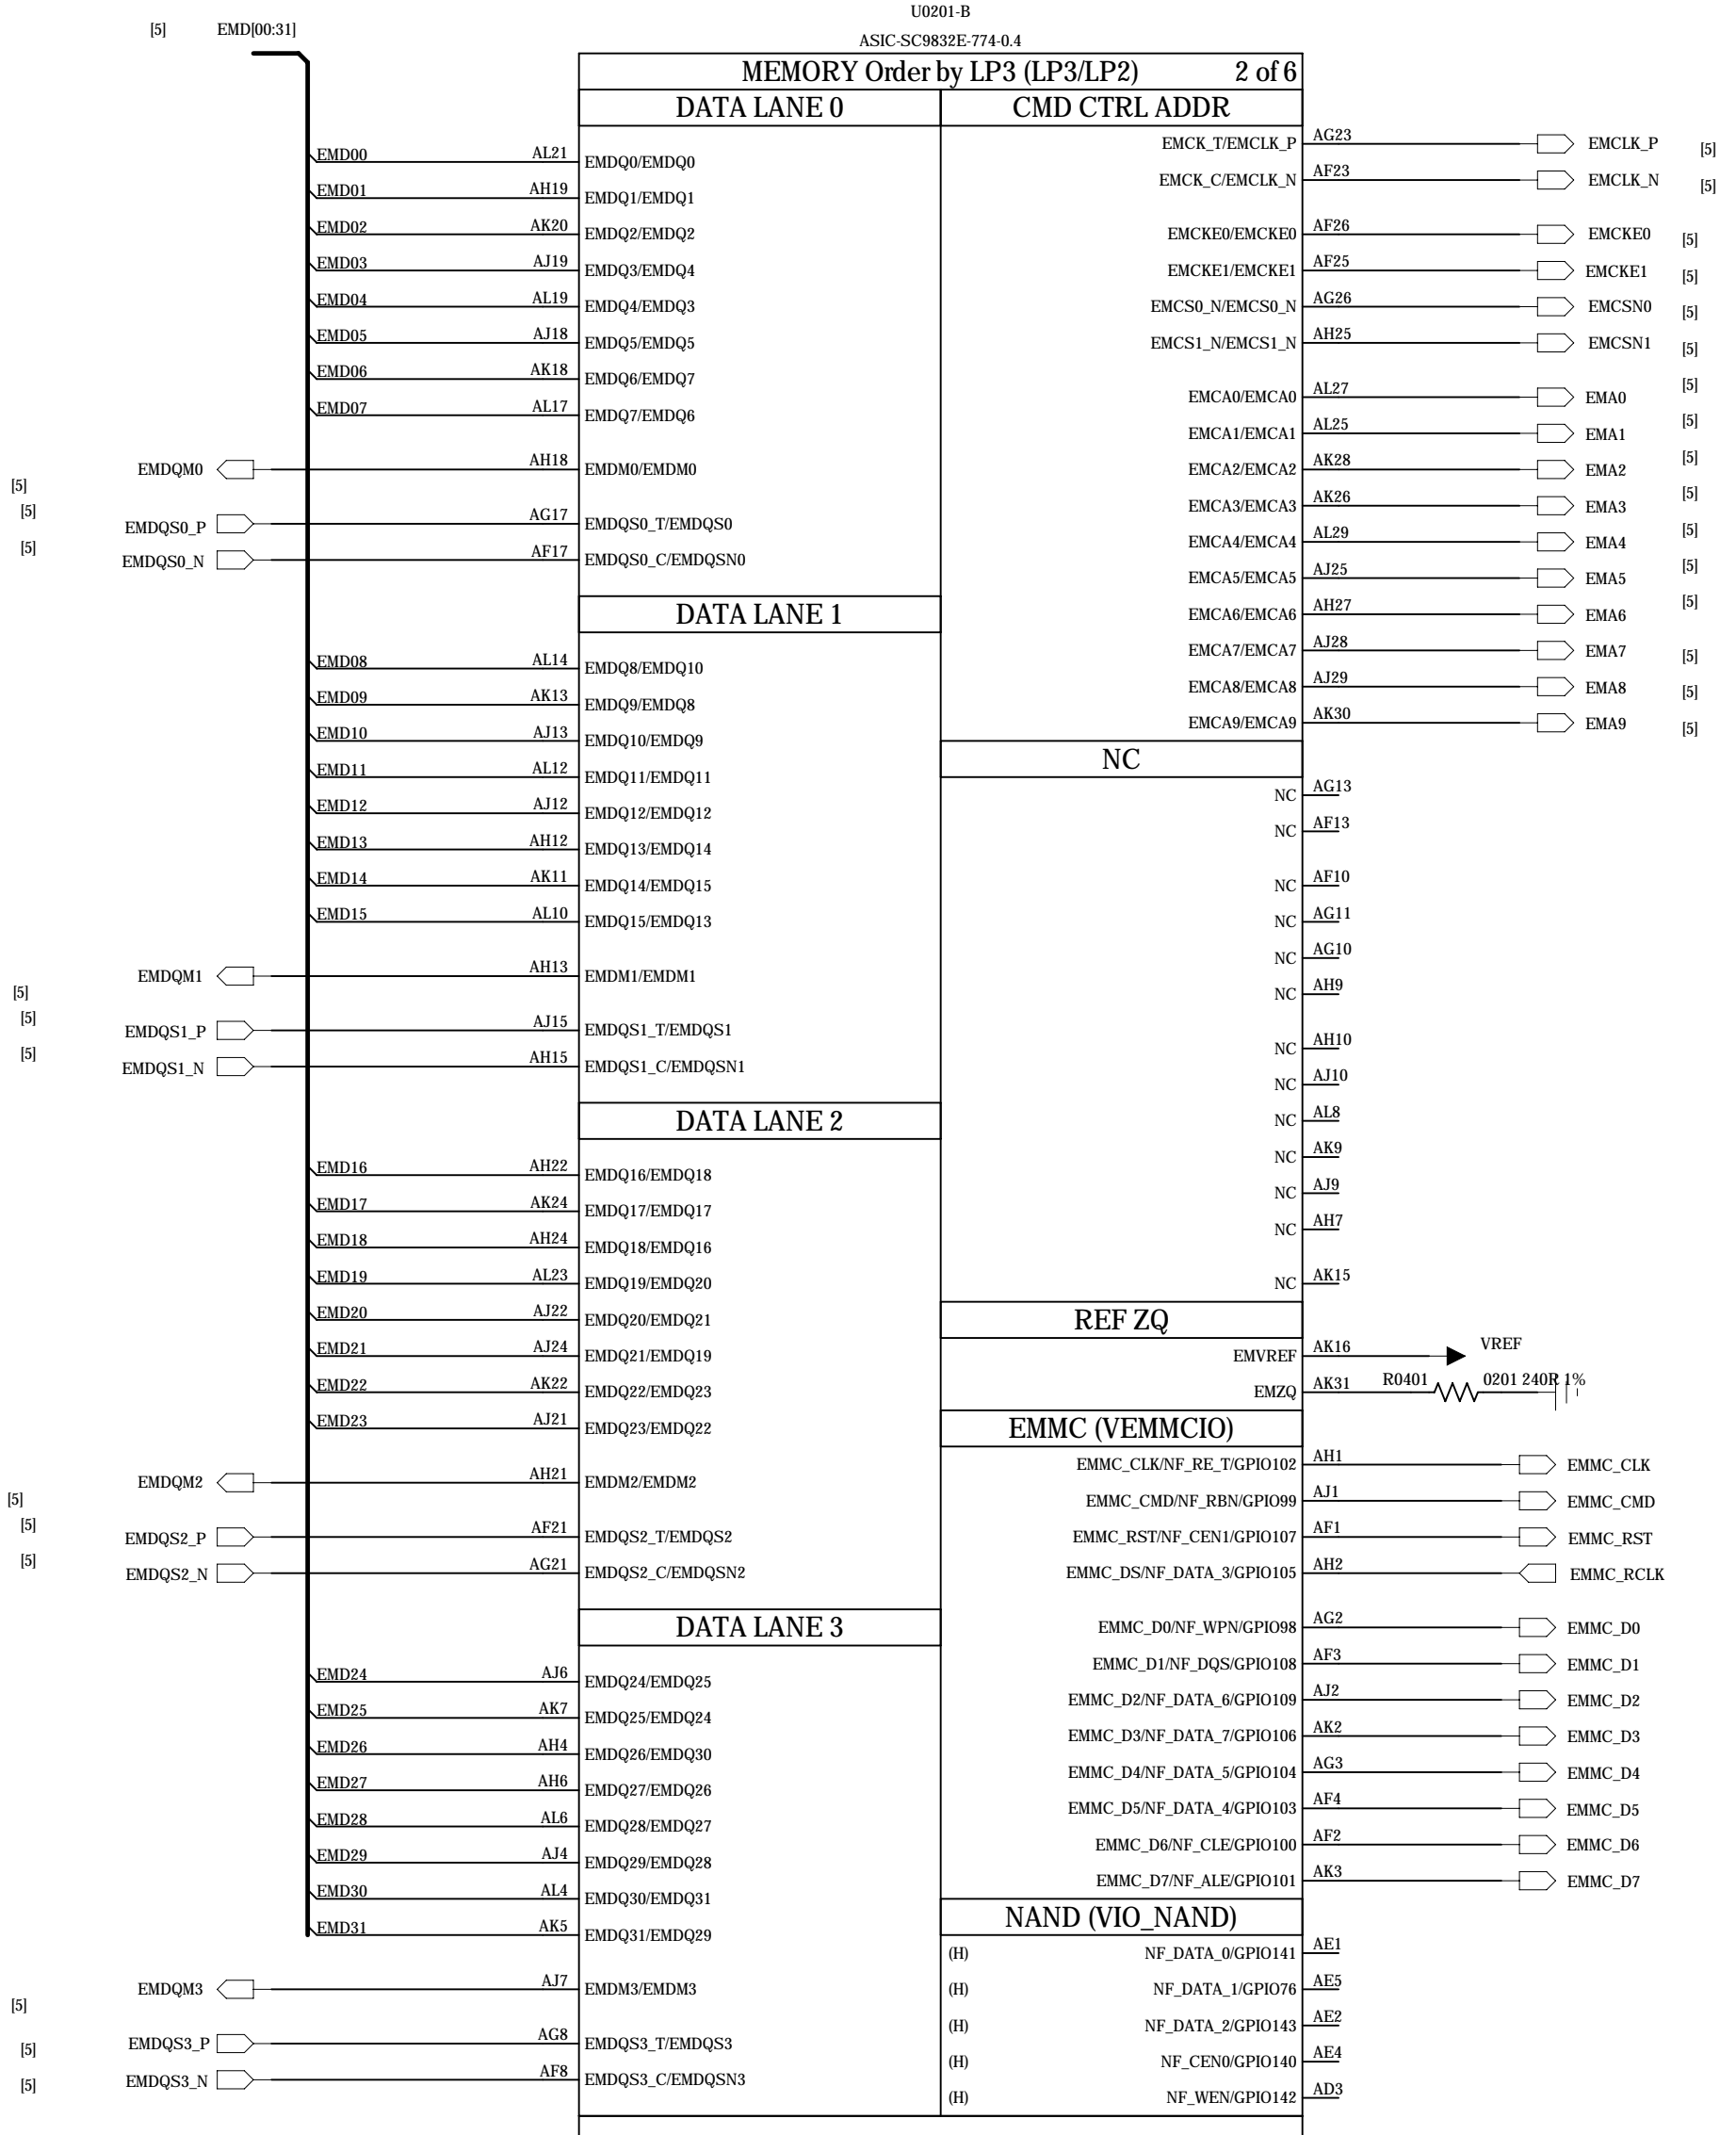 U0201-B
[5] EMD[00:31]
ASIC-SC9832E-774-0.4
MEMORY Order by LP3 (LP3/LP2) 2 of 6
DATA LANE 0
EMD00 AL21 EMDQ0/EMDQ0
EMD01 AH19 EMDQ1/EMDQ1
EMD02 AK20 EMDQ2/EMDQ2
EMD03 AJ19 EMDQ3/EMDQ4
EMD04 AL19 EMDQ4/EMDQ3
EMD05 AJ18 EMDQ5/EMDQ5
EMD06 AK18 EMDQ6/EMDQ7
EMD07 AL17 EMDQ7/EMDQ6
EMDQM0 AH18 EMDM0/EMDM0
[5]
[5] EMDQS0_P AG17 EMDQS0_T/EMDQS0
[5] EMDQS0_N AF17 EMDQS0_C/EMDQSN0
DATA LANE 1
EMD08 AL14 EMDQ8/EMDQ10
EMD09 AK13 EMDQ9/EMDQ8
EMD10 AJ13 EMDQ10/EMDQ9
EMD11 AL12 EMDQ11/EMDQ11
EMD12 AJ12 EMDQ12/EMDQ12
EMD13 AH12 EMDQ13/EMDQ14
EMD14 AK11 EMDQ14/EMDQ15
EMD15 AL10 EMDQ15/EMDQ13
EMDQM1 AH13 EMDM1/EMDM1
[5]
[5] EMDQS1_P AJ15 EMDQS1_T/EMDQS1
[5] EMDQS1_N AH15 EMDQS1_C/EMDQSN1
DATA LANE 2
EMD16 AH22 EMDQ16/EMDQ18
EMD17 AK24 EMDQ17/EMDQ17
EMD18 AH24 EMDQ18/EMDQ16
EMD19 AL23 EMDQ19/EMDQ20
EMD20 AJ22 EMDQ20/EMDQ21
EMD21 AJ24 EMDQ21/EMDQ19
EMD22 AK22 EMDQ22/EMDQ23
EMD23 AJ21 EMDQ23/EMDQ22
EMDQM2 AH21 EMDM2/EMDM2
[5]
[5] EMDQS2_P AF21 EMDQS2_T/EMDQS2
[5] EMDQS2_N AG21 EMDQS2_C/EMDQSN2
DATA LANE 3
EMD24 AJ6 EMDQ24/EMDQ25
EMD25 AK7 EMDQ25/EMDQ24
EMD26 AH4 EMDQ26/EMDQ30
EMD27 AH6 EMDQ27/EMDQ26
EMD28 AL6 EMDQ28/EMDQ27
EMD29 AJ4 EMDQ29/EMDQ28
EMD30 AL4 EMDQ30/EMDQ31
EMD31 AK5 EMDQ31/EMDQ29
EMDQM3 AJ7 EMDM3/EMDM3
[5]
[5] EMDQS3_P AG8 EMDQS3_T/EMDQS3
[5] EMDQS3_N AF8 EMDQS3_C/EMDQSN3
CMD CTRL ADDR
EMCK_T/EMCLK_P AG23 EMCLK_P [5]
EMCK_C/EMCLK_N AF23 EMCLK_N [5]
EMCKE0/EMCKE0 AF26 EMCKE0 [5]
EMCKE1/EMCKE1 AF25 EMCKE1 [5]
EMCS0_N/EMCS0_N AG26 EMCSN0 [5]
EMCS1_N/EMCS1_N AH25 EMCSN1 [5]
EMCA0/EMCA0 AL27 EMA0 [5]
EMCA1/EMCA1 AL25 EMA1 [5]
EMCA2/EMCA2 AK28 EMA2 [5]
EMCA3/EMCA3 AK26 EMA3 [5]
EMCA4/EMCA4 AL29 EMA4 [5]
EMCA5/EMCA5 AJ25 EMA5 [5]
EMCA6/EMCA6 AH27 EMA6 [5]
EMCA7/EMCA7 AJ28 EMA7 [5]
EMCA8/EMCA8 AJ29 EMA8 [5]
EMCA9/EMCA9 AK30 EMA9 [5]
NC
NC AG13
NC AF13
NC AF10
NC AG11
NC AG10
NC AH9
NC AH10
NC AJ10
NC AL8
NC AK9
NC AJ9
NC AH7
NC AK15
REF ZQ
EMVREF AK16 VREF
EMZQ AK31 R0401 0201 240R 1%
EMMC (VEMMCIO)
EMMC_CLK/NF_RE_T/GPIO102 AH1 EMMC_CLK
EMMC_CMD/NF_RBN/GPIO99 AJ1 EMMC_CMD
EMMC_RST/NF_CEN1/GPIO107 AF1 EMMC_RST
EMMC_DS/NF_DATA_3/GPIO105 AH2 EMMC_RCLK
EMMC_D0/NF_WPN/GPIO98 AG2 EMMC_D0
EMMC_D1/NF_DQS/GPIO108 AF3 EMMC_D1
EMMC_D2/NF_DATA_6/GPIO109 AJ2 EMMC_D2
EMMC_D3/NF_DATA_7/GPIO106 AK2 EMMC_D3
EMMC_D4/NF_DATA_5/GPIO104 AG3 EMMC_D4
EMMC_D5/NF_DATA_4/GPIO103 AF4 EMMC_D5
EMMC_D6/NF_CLE/GPIO100 AF2 EMMC_D6
EMMC_D7/NF_ALE/GPIO101 AK3 EMMC_D7
NAND (VIO_NAND)
(H) NF_DATA_0/GPIO141 AE1
(H) NF_DATA_1/GPIO76 AE5
(H) NF_DATA_2/GPIO143 AE2
(H) NF_CEN0/GPIO140 AE4
(H) NF_WEN/GPIO142 AD3